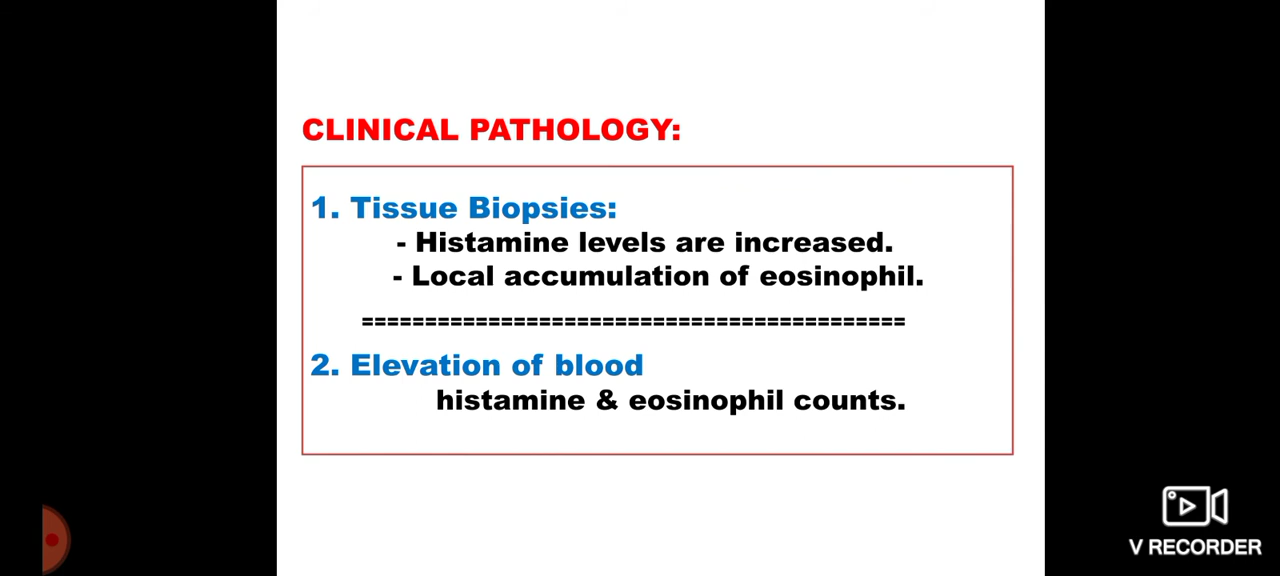 CLINICAL PATHOLOGY:
1. Tissue Biopsies:
- Histamine levels are increased.
- Local accumulation of eosinophil.
===========================================
2. Elevation of blood
histamine & eosinophil counts.
V RECORDER